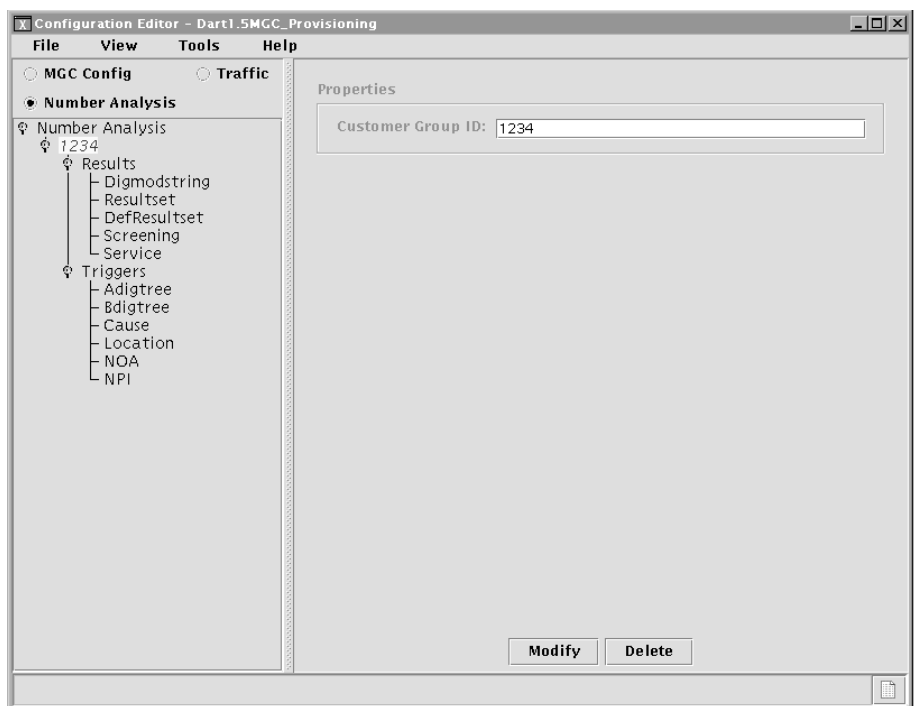 Configuration Editor - Dart1.5MGC_Provisioning
File View Tools Help
MGC Config Traffic
Number Analysis
Number Analysis
1234
Results
Digmodstring
Resultset
DefResultset
Screening
Service
Triggers
Adigtree
Bdigtree
Cause
Location
NOA
NPI
Properties
Customer Group ID: 1234
Modify Delete